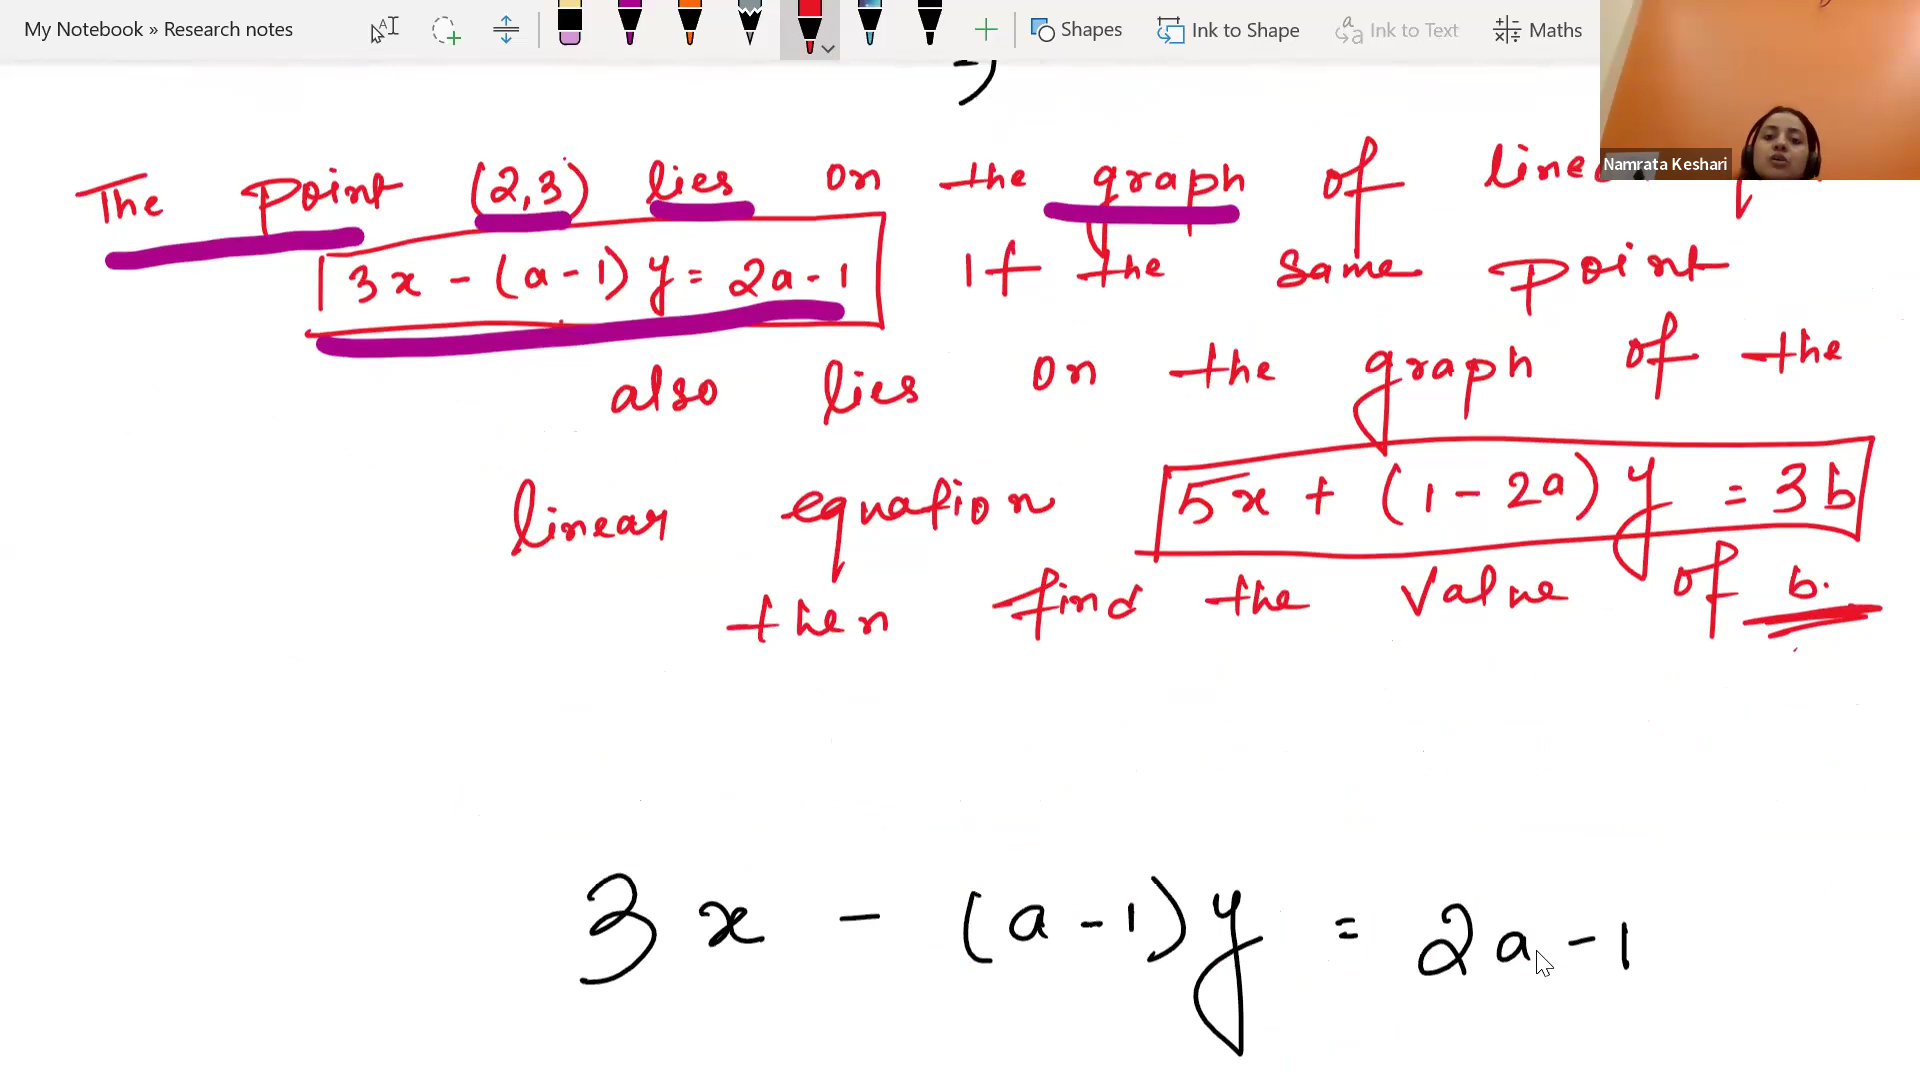 My Notebook » Research notes
Shapes Ink to Shape Ink to Text Maths
Namrata Keshari
The point (2,3) lies on the graph of
3x - (a-1) y = 2a-1 If the same point
also lies on the graph of the
linear equation 5x + (1-2a) y = 3b
then find the value of b.
3x - (a-1) y = 2a-1